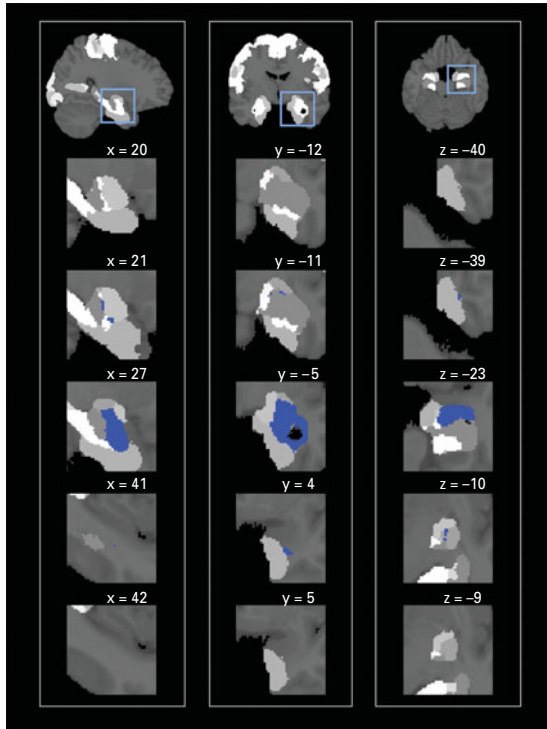 x = 20
y = –12
z = –40
x = 21
y = –11
z = –39
x = 27
y = –5
z = –23
x = 41
y = 4
z = –10
x = 42
y = 5
z = –9